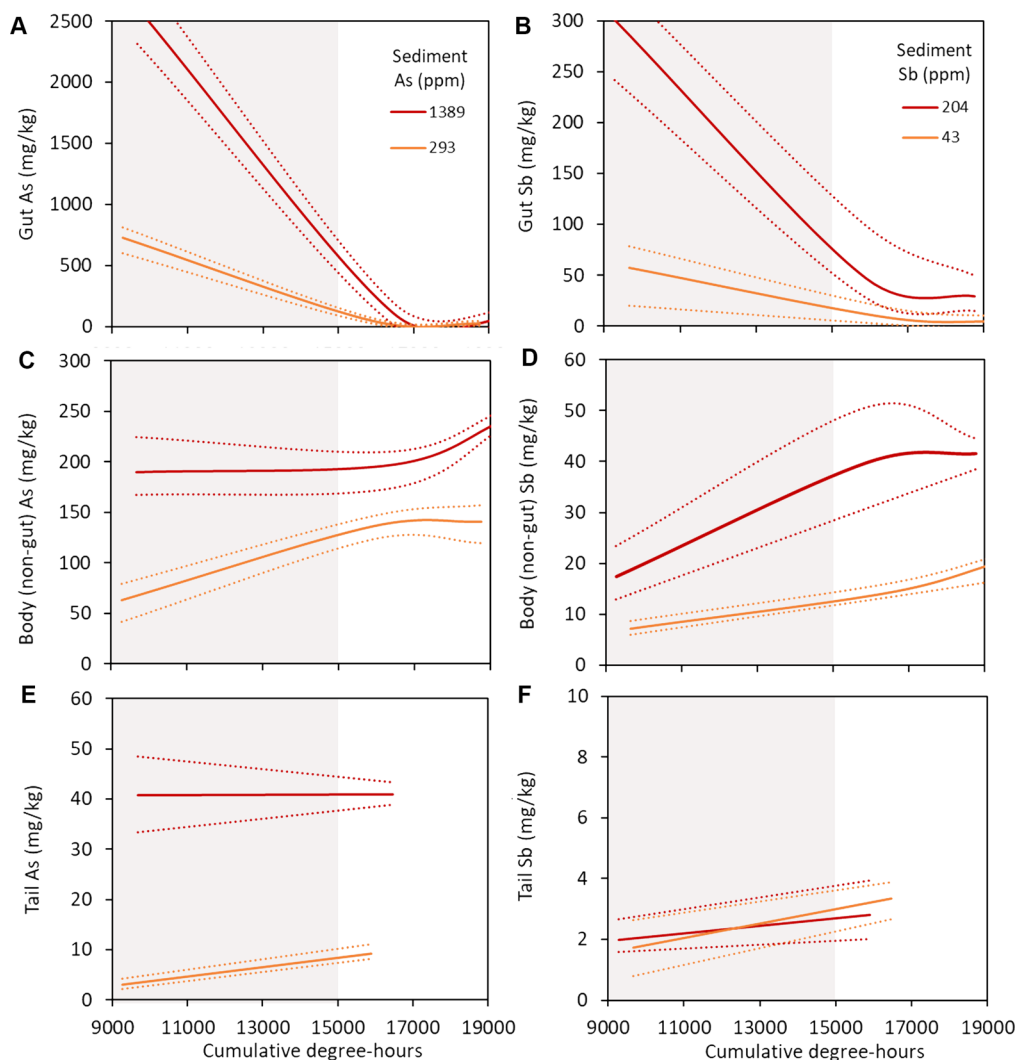 A
2500
2000
1500
1000
500
0
Gut As (mg/kg)
Sediment
As (ppm)
1389
293
B
300
250
200
150
100
50
0
Gut Sb (mg/kg)
Sediment
Sb (ppm)
204
43
C
300
250
200
150
100
50
0
Body (non-gut) As (mg/kg)
D
60
50
40
30
20
10
0
Body (non-gut) Sb (mg/kg)
E
60
50
40
30
20
10
0
Tail As (mg/kg)
9000 11000 13000 15000 17000 19000
Cumulative degree-hours
F
10
8
6
4
2
0
Tail Sb (mg/kg)
9000 11000 13000 15000 17000 19000
Cumulative degree-hours